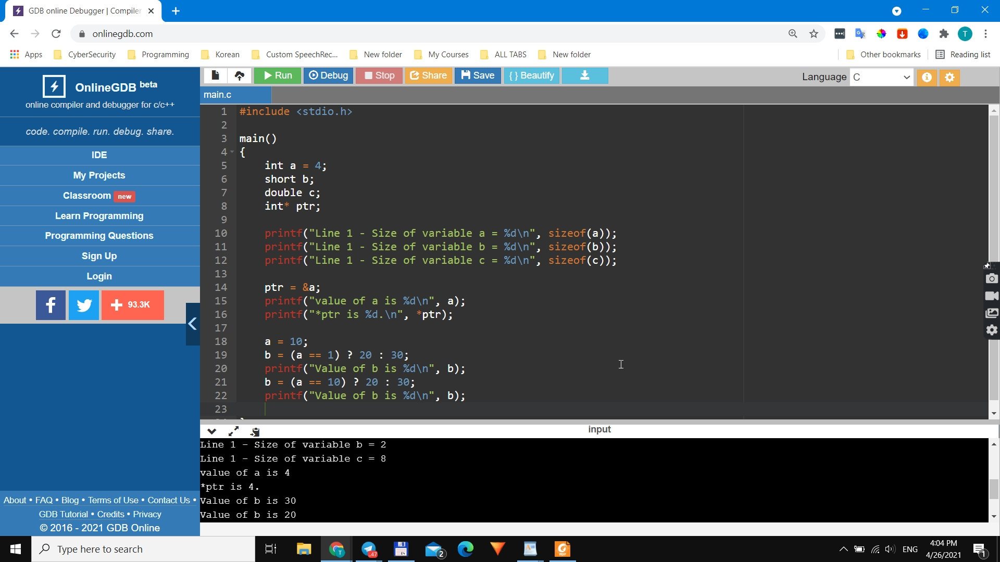 GDB online Debugger | Compiler
onlinegdb.com
Apps CyberSecurity Programming Korean Custom SpeechRec... New folder My Courses ALL TABS New folder Other bookmarks Reading list
OnlineGDB beta
online compiler and debugger for c/c++
code. compile. run. debug. share.
IDE
My Projects
Classroom new
Learn Programming
Programming Questions
Sign Up
Login
93.3K
About • FAQ • Blog • Terms of Use • Contact Us •
GDB Tutorial • Credits • Privacy
© 2016 - 2021 GDB Online
Run Debug Stop Share Save { } Beautify Language C
main.c
1 #include <stdio.h>
2
3 main()
4 {
5 int a = 4;
6 short b;
7 double c;
8 int* ptr;
9
10 printf("Line 1 - Size of variable a = %d\n", sizeof(a));
11 printf("Line 1 - Size of variable b = %d\n", sizeof(b));
12 printf("Line 1 - Size of variable c = %d\n", sizeof(c));
13
14 ptr = &a;
15 printf("value of a is %d\n", a);
16 printf("*ptr is %d.\n", *ptr);
17
18 a = 10;
19 b = (a == 1) ? 20 : 30;
20 printf("Value of b is %d\n", b);
21 b = (a == 10) ? 20 : 30;
22 printf("Value of b is %d\n", b);
23
input
Line 1 - Size of variable b = 2
Line 1 - Size of variable c = 8
value of a is 4
*ptr is 4.
Value of b is 30
Value of b is 20
Type here to search
47
2
ENG
4:04 PM
4/26/2021
1